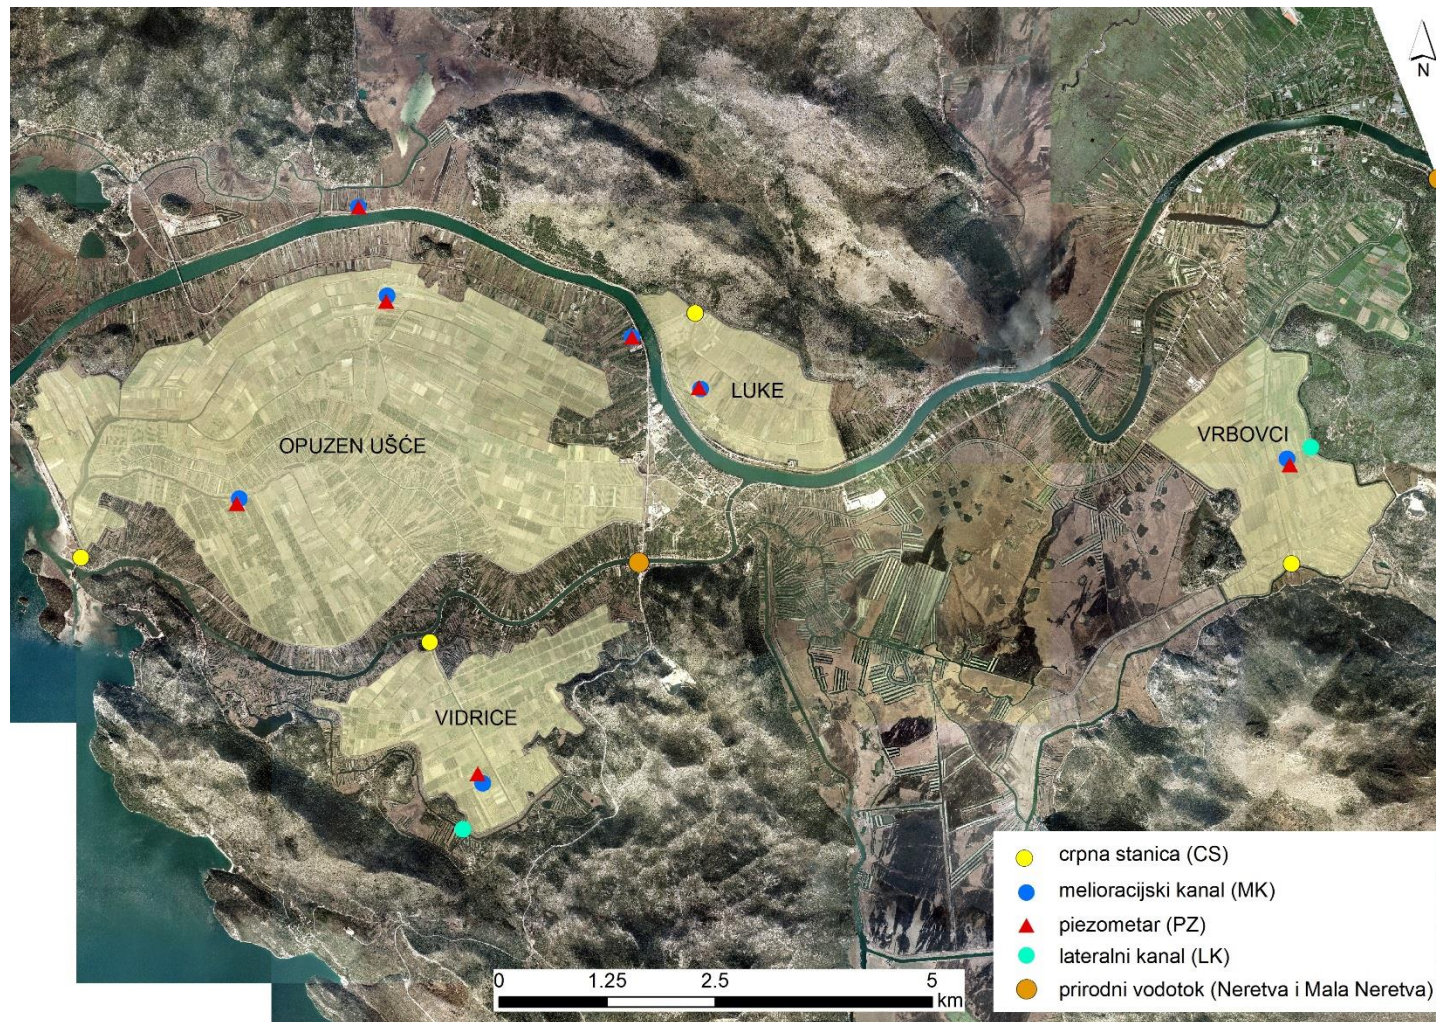 N
LUKE
OPUZEN UŠĆE
VRBOVCI
VIDRICE
crpna stanica (CS)
melioracijski kanal (MK)
piezometar (PZ)
lateralni kanal (LK)
prirodni vodotok (Neretva i Mala Neretva)
0 1.25 2.5 5
km